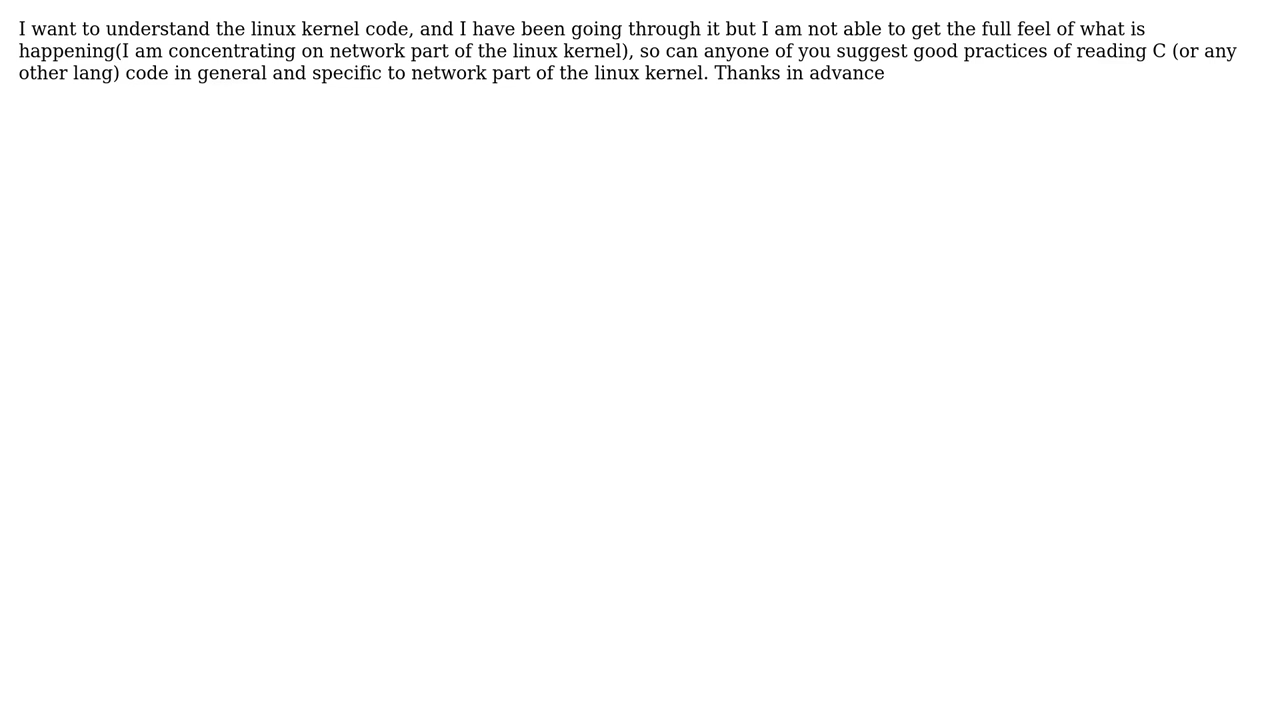 I want to understand the linux kernel code, and I have been going through it but I am not able to get the full feel of what is
happening(I am concentrating on network part of the linux kernel), so can anyone of you suggest good practices of reading C (or any
other lang) code in general and specific to network part of the linux kernel. Thanks in advance